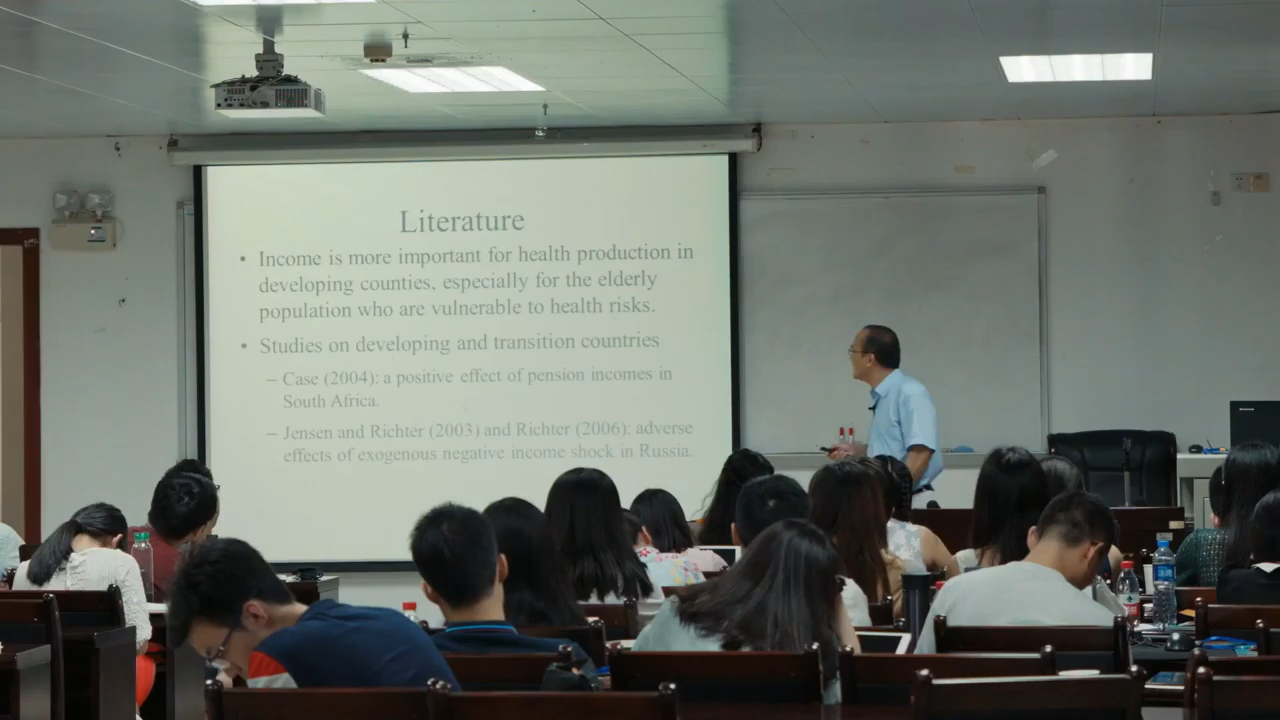 Literature
• Income is more important for health production in
developing counties, especially for the elderly
population who are vulnerable to health risks.
• Studies on developing and transition countries
– Case (2004): a positive effect of pension incomes in
South Africa.
– Jensen and Richter (2003) and Richter (2006): adverse
effects of exogenous negative income shock in Russia.